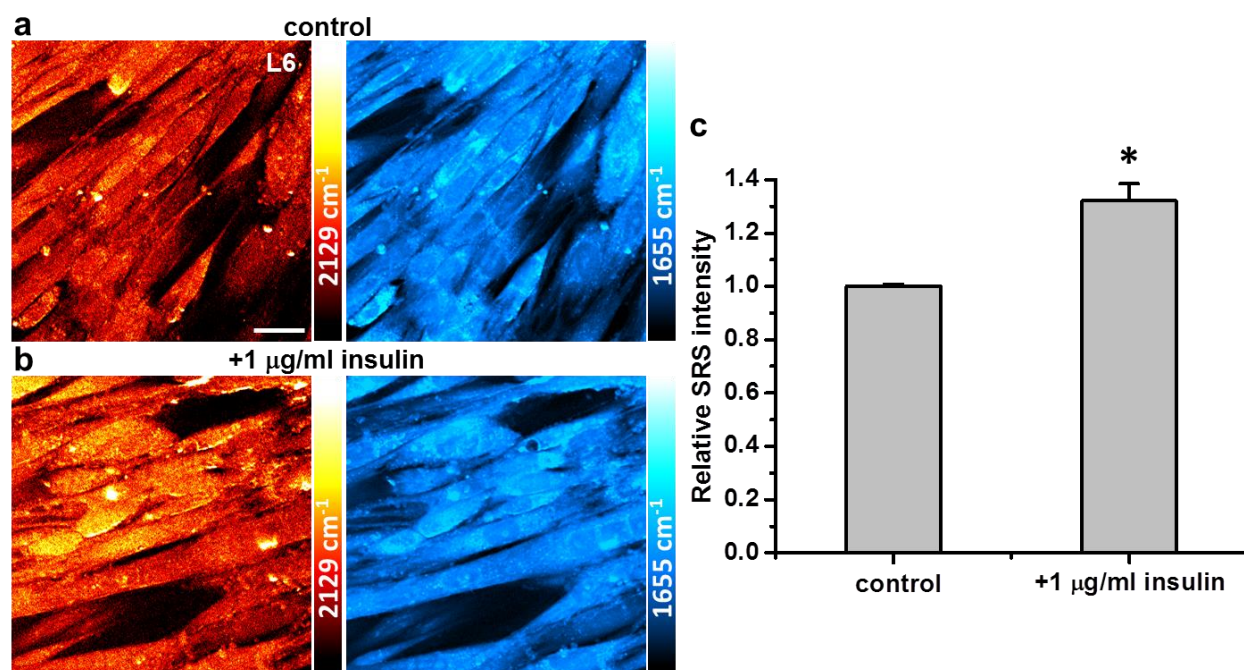 a
control
L6
2129 cm⁻¹
1655 cm⁻¹
b
+1 μg/ml insulin
2129 cm⁻¹
1655 cm⁻¹
c
*
Relative SRS intensity
1.4
1.2
1.0
0.8
0.6
0.4
0.2
0.0
control
+1 μg/ml insulin